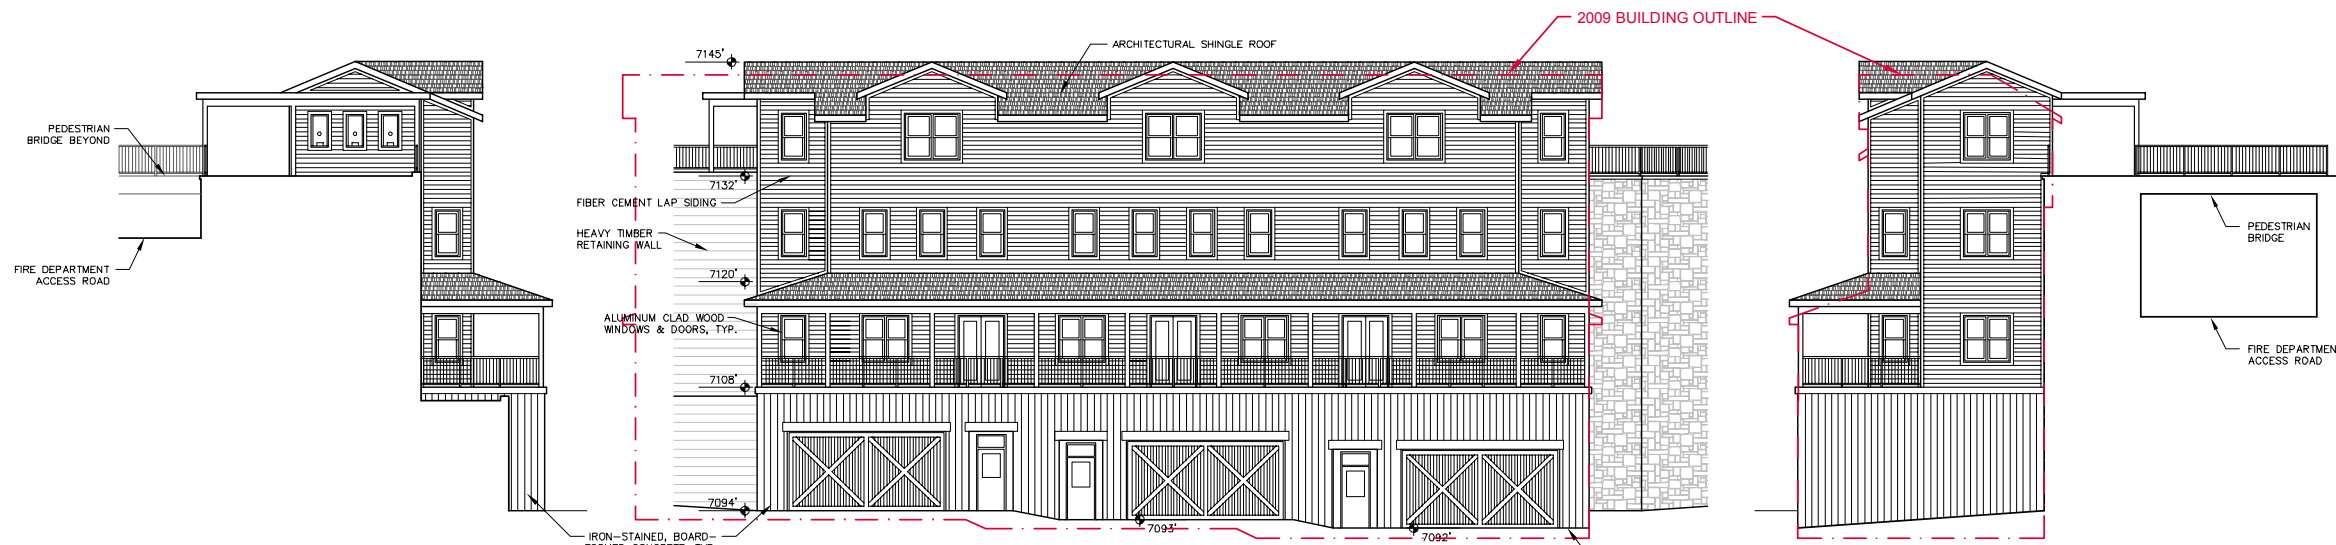 2009 BUILDING OUTLINE
7145'
ARCHITECTURAL SHINGLE ROOF
PEDESTRIAN
BRIDGE BEYOND
7132'
FIBER CEMENT LAP SIDING
HEAVY TIMBER
RETAINING WALL
PEDESTRIAN
BRIDGE
FIRE DEPARTMENT
ACCESS ROAD
7120'
ALUMINUM CLAD WOOD
WINDOWS & DOORS, TYP.
FIRE DEPARTMEN
ACCESS ROAD
7108'
7094'
7093'
7092'
IRON-STAINED, BOARD-